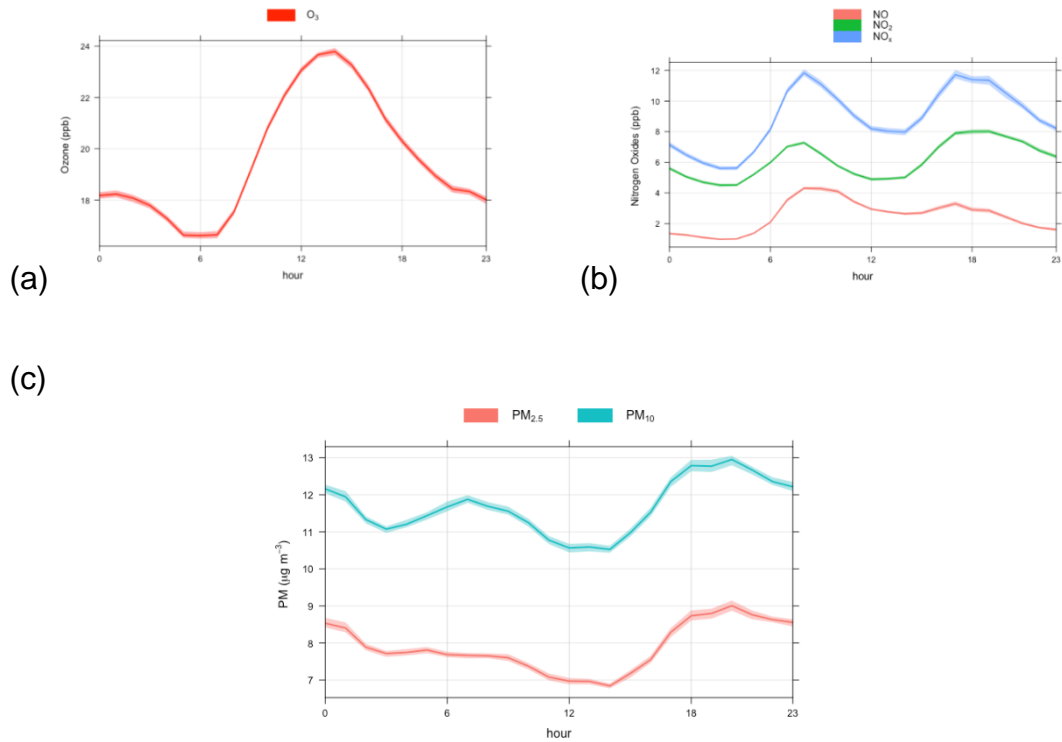 O₃
24
22
20
18
Ozone (ppb)
0 6 12 18 23
hour
(a)
NO
NO₂
NOₓ
12
10
8
6
4
2
Nitrogen Oxides (ppb)
0 6 12 18 23
hour
(b)
(c)
PM₂.₅ PM₁₀
13
12
11
10
9
8
7
PM (μg m⁻³)
0 6 12 18 23
hour